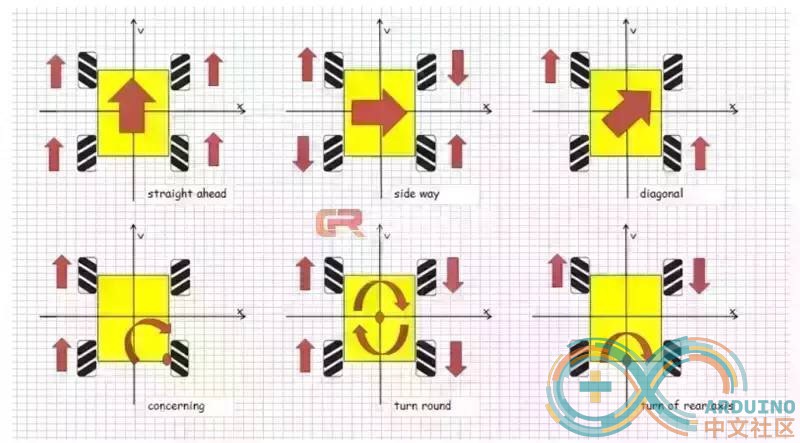 v
v
v
x
x
x
straight ahead
side way
diagonal
v
v
v
x
x
x
concerning
turn round
turn of rear axis
ARDUINO
中文社区